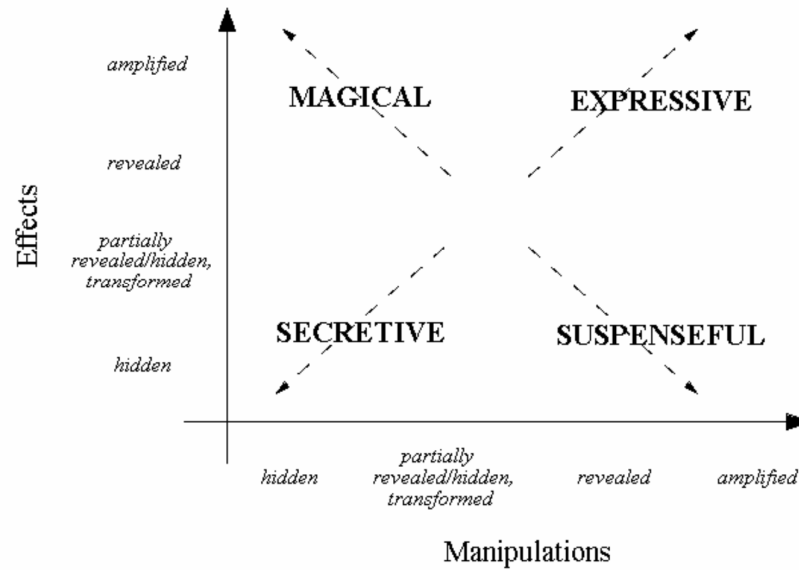 amplified
MAGICAL
EXPRESSIVE
revealed
Effects
partially
revealed/hidden,
transformed
SECRETIVE
SUSPENSEFUL
hidden
hidden
partially
revealed/hidden,
transformed
revealed
amplified
Manipulations